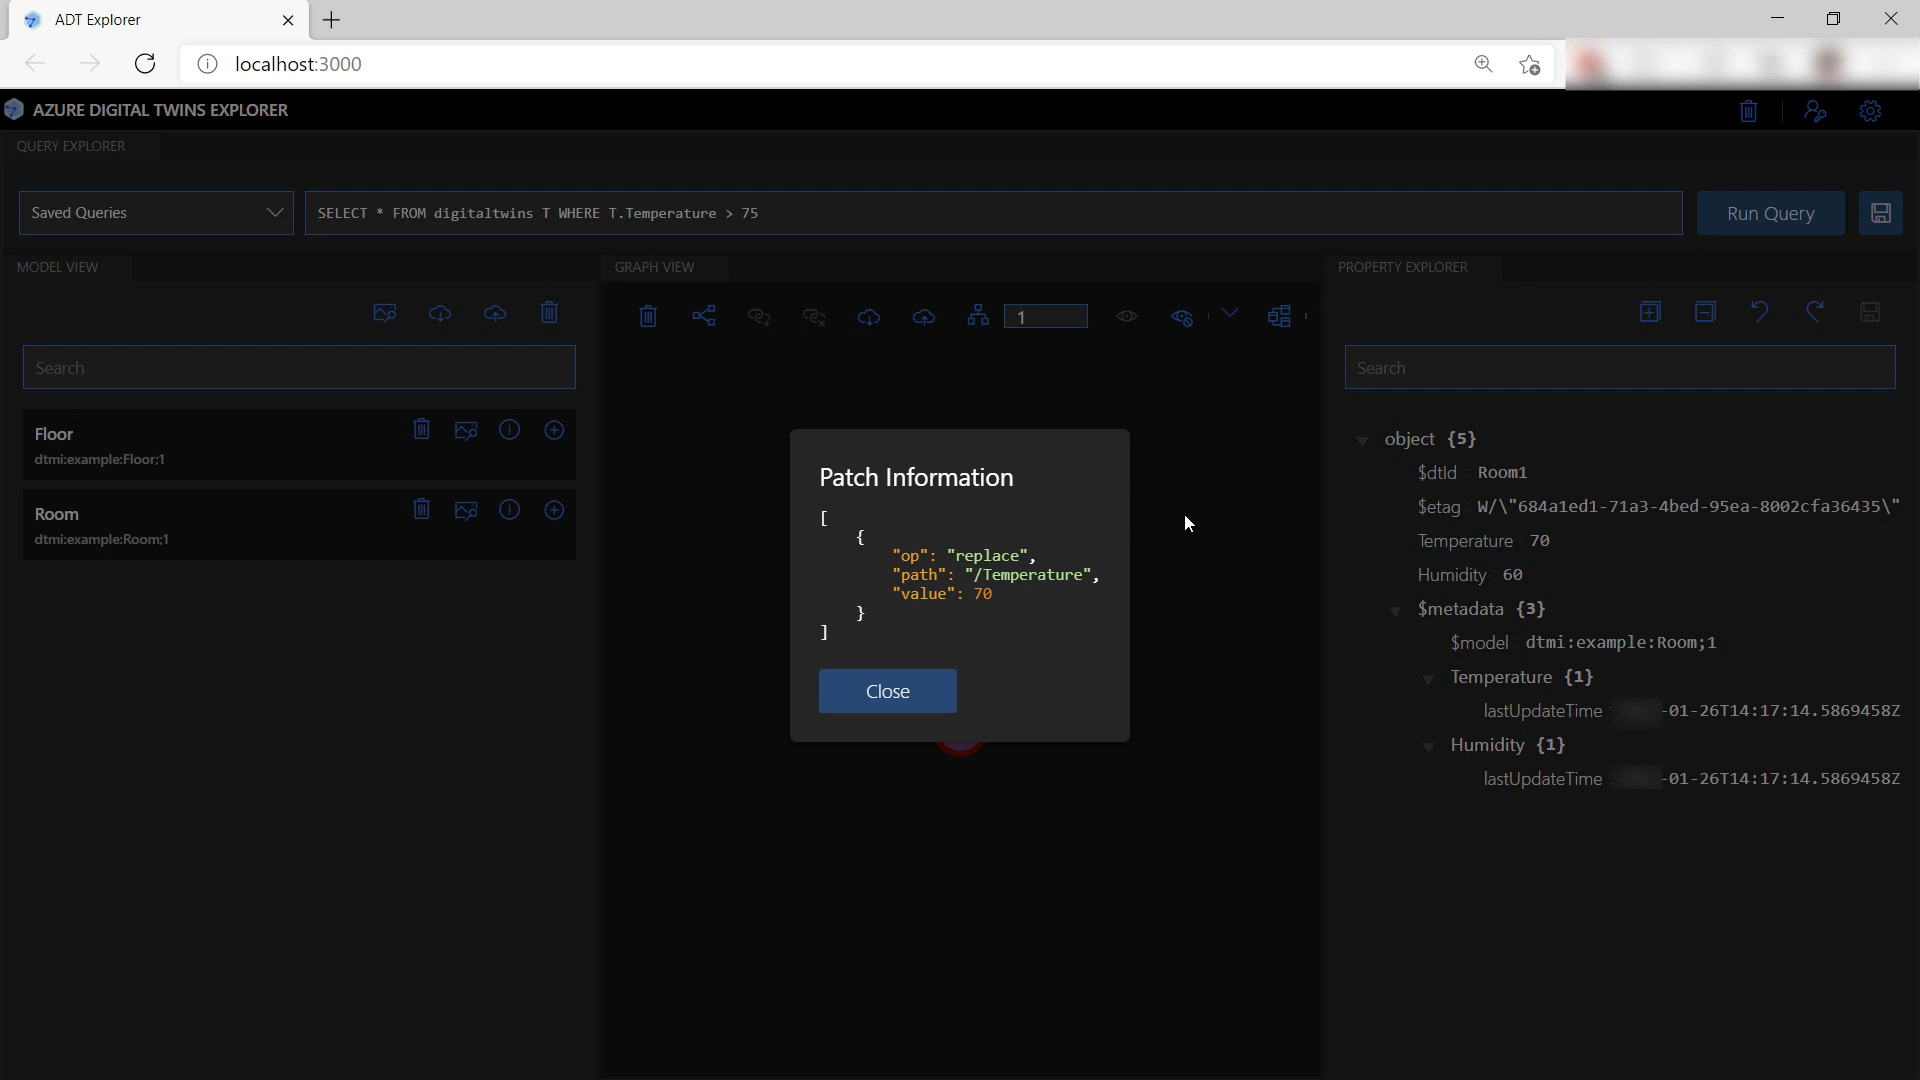 ADT Explorer
localhost:3000
AZURE DIGITAL TWINS EXPLORER
QUERY EXPLORER
Saved Queries
SELECT * FROM digitaltwins T WHERE T.Temperature > 75
Run Query
MODEL VIEW
Search
Floor
dtmi:example:Floor;1
Room
dtmi:example:Room;1
GRAPH VIEW
1
Patch Information
[
{
"op": "replace",
"path": "/Temperature",
"value": 70
}
]
Close
PROPERTY EXPLORER
Search
object {5}
$dtId : Room1
$etag : W/\"684a1ed1-71a3-4bed-95ea-8002cfa36435\"
Temperature : 70
Humidity : 60
$metadata {3}
$model : dtmi:example:Room;1
Temperature {1}
lastUpdateTime : -01-26T14:17:14.5869458Z
Humidity {1}
lastUpdateTime : -01-26T14:17:14.5869458Z